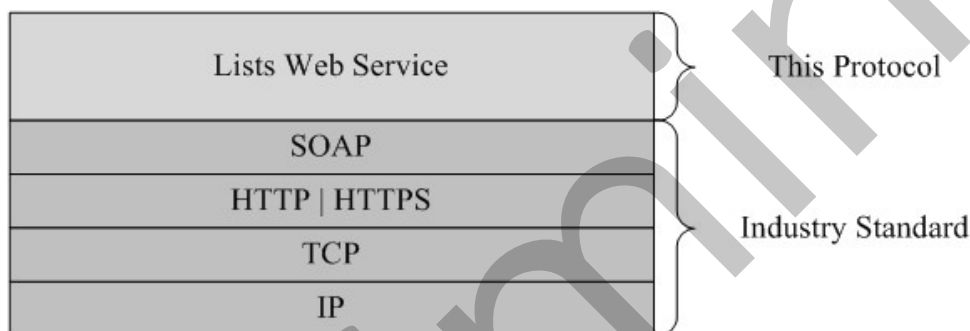 Lists Web Service
This Protocol
SOAP
HTTP | HTTPS
TCP
IP
Industry Standard